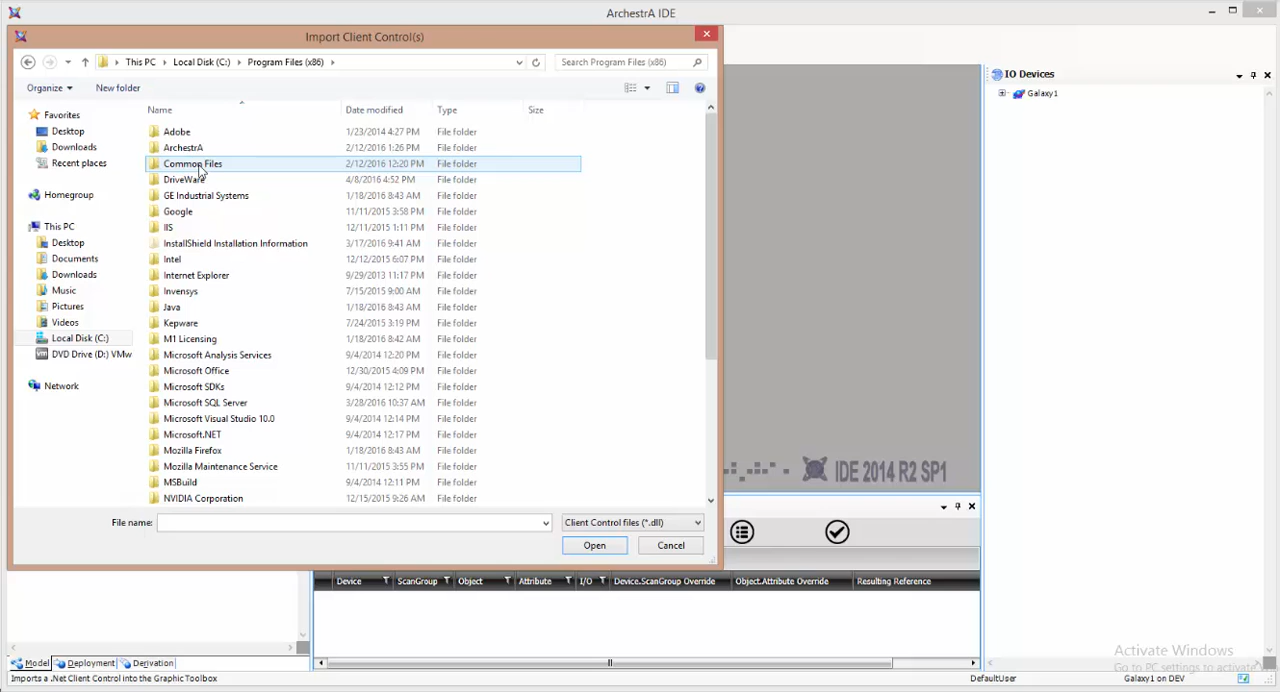 ArchestrA IDE
Import Client Control(s)
This PC Local Disk (C:) Program Files (x86)
Search Program Files (x86)
Organize New folder
Favorites
Desktop
Downloads
Recent places
Homegroup
This PC
Desktop
Documents
Downloads
Music
Pictures
Videos
Local Disk (C:)
DVD Drive (D:) VMw
Network
Name Date modified Type Size
Adobe 1/23/2014 4:27 PM File folder
ArchestrA 2/12/2016 1:26 PM File folder
Common Files 2/12/2016 12:20 PM File folder
DriveWare 4/8/2016 4:52 PM File folder
GE Industrial Systems 1/18/2016 8:43 AM File folder
Google 11/11/2015 3:58 PM File folder
IIS 12/11/2015 1:11 PM File folder
InstallShield Installation Information 3/17/2016 9:41 AM File folder
Intel 12/12/2015 6:07 PM File folder
Internet Explorer 9/29/2013 11:17 PM File folder
Invensys 7/15/2015 9:00 AM File folder
Java 1/18/2016 8:43 AM File folder
Kepware 7/24/2015 3:19 PM File folder
M1 Licensing 1/18/2016 8:42 AM File folder
Microsoft Analysis Services 9/4/2014 12:20 PM File folder
Microsoft Office 12/30/2015 4:09 PM File folder
Microsoft SDKs 9/4/2014 12:12 PM File folder
Microsoft SQL Server 3/28/2016 10:37 AM File folder
Microsoft Visual Studio 10.0 9/4/2014 12:14 PM File folder
Microsoft.NET 9/4/2014 12:17 PM File folder
Mozilla Firefox 1/18/2016 8:43 AM File folder
Mozilla Maintenance Service 11/11/2015 3:55 PM File folder
MSBuild 9/4/2014 12:11 PM File folder
NVIDIA Corporation 12/15/2015 9:26 AM File folder
File name: Client Control files (*.dll)
Open Cancel
IO Devices
Galaxy1
IDE 2014 R2 SP1
Device ScanGroup Object Attribute I/O Device.ScanGroup Override Object.Attribute Override Resulting Reference
Activate Windows
Go to PC settings to activate
Model Deployment Derivation
Imports a .Net Client Control into the Graphic Toolbox DefaultUser Galaxy1 on DEV